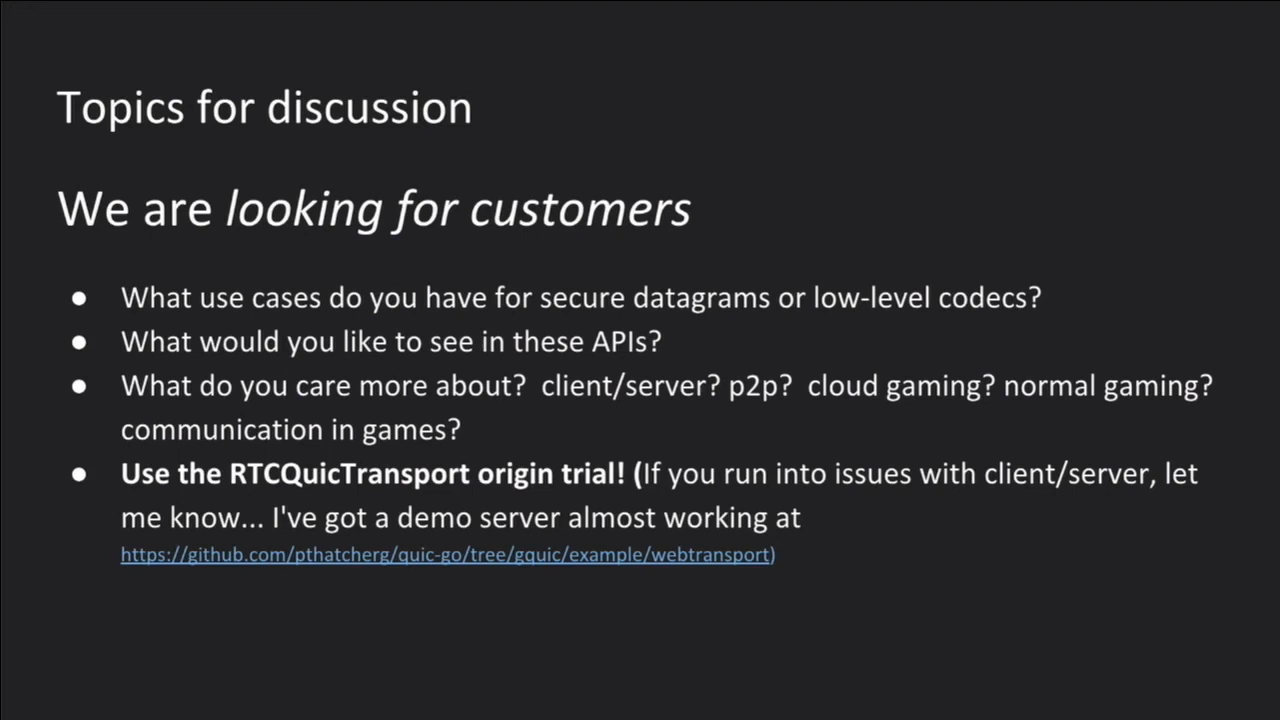 Topics for discussion
We are looking for customers
● What use cases do you have for secure datagrams or low-level codecs?
● What would you like to see in these APIs?
● What do you care more about?  client/server? p2p?  cloud gaming? normal gaming?
communication in games?
● Use the RTCQuicTransport origin trial! (If you run into issues with client/server, let
me know... I've got a demo server almost working at
https://github.com/pthatcherg/quic-go/tree/gquic/example/webtransport)